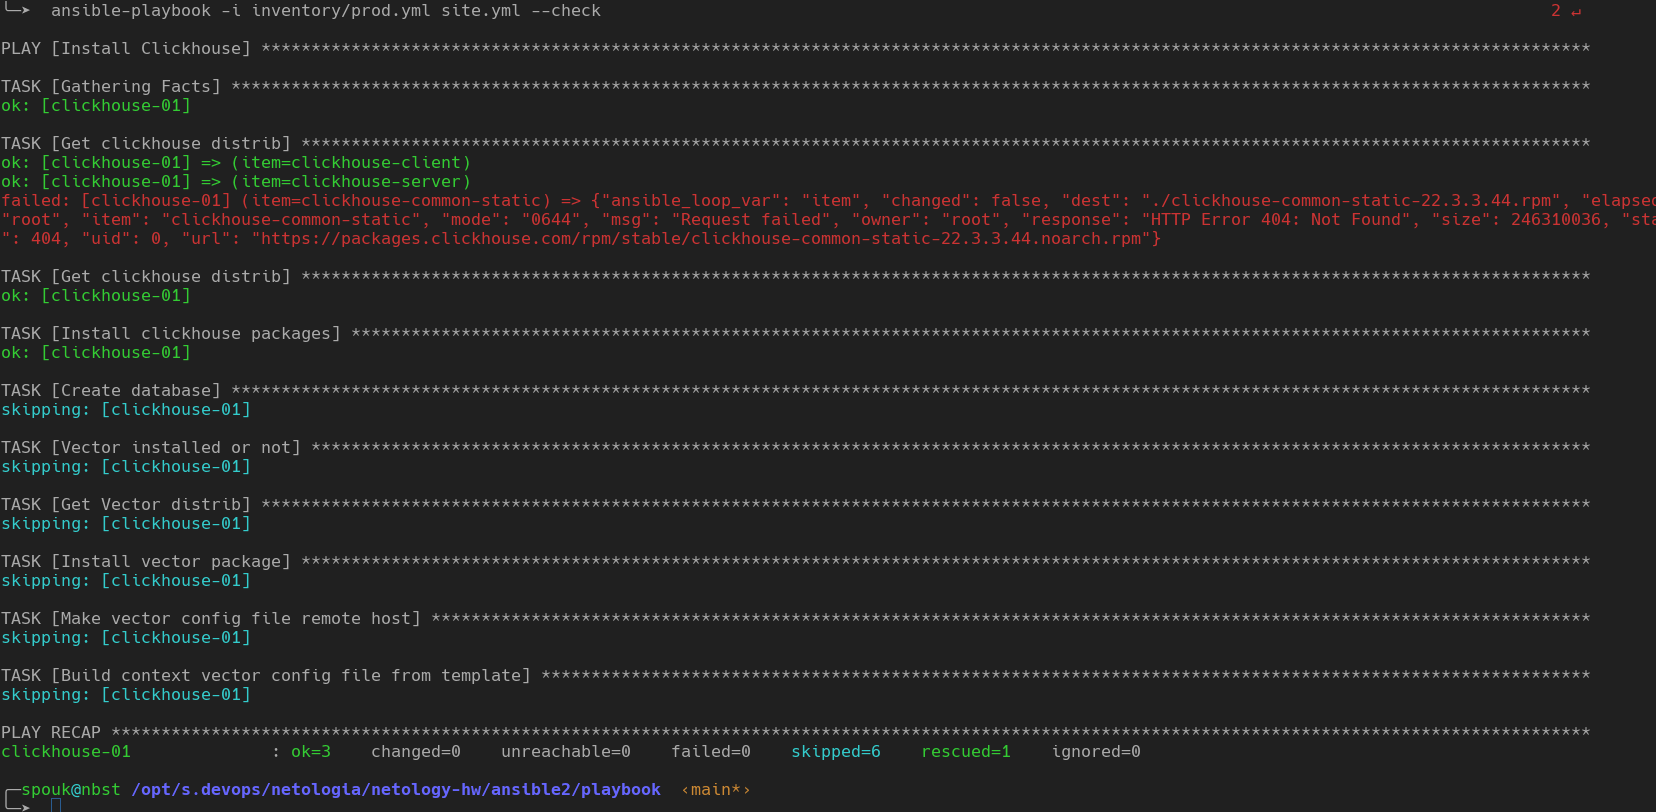 ╰─➤  ansible-playbook -i inventory/prod.yml site.yml --check 2 ↵
PLAY [Install Clickhouse] *************************************************************************************************************************************
TASK [Gathering Facts] ****************************************************************************************************************************************
ok: [clickhouse-01]
TASK [Get clickhouse distrib] *********************************************************************************************************************************
ok: [clickhouse-01] => (item=clickhouse-client)
ok: [clickhouse-01] => (item=clickhouse-server)
failed: [clickhouse-01] (item=clickhouse-common-static) => {"ansible_loop_var": "item", "changed": false, "dest": "./clickhouse-common-static-22.3.3.44.rpm", "elapsed
"root", "item": "clickhouse-common-static", "mode": "0644", "msg": "Request failed", "owner": "root", "response": "HTTP Error 404: Not Found", "size": 246310036, "sta
": 404, "uid": 0, "url": "https://packages.clickhouse.com/rpm/stable/clickhouse-common-static-22.3.3.44.noarch.rpm"}
TASK [Get clickhouse distrib] *********************************************************************************************************************************
ok: [clickhouse-01]
TASK [Install clickhouse packages] ****************************************************************************************************************************
ok: [clickhouse-01]
TASK [Create database] ****************************************************************************************************************************************
skipping: [clickhouse-01]
TASK [Vector installed or not] ********************************************************************************************************************************
skipping: [clickhouse-01]
TASK [Get Vector distrib] *************************************************************************************************************************************
skipping: [clickhouse-01]
TASK [Install vector package] *********************************************************************************************************************************
skipping: [clickhouse-01]
TASK [Make vector config file remote host] ********************************************************************************************************************
skipping: [clickhouse-01]
TASK [Build context vector config file from template] *********************************************************************************************************
skipping: [clickhouse-01]
PLAY RECAP ****************************************************************************************************************************************************
clickhouse-01              : ok=3    changed=0    unreachable=0    failed=0    skipped=6    rescued=1    ignored=0
╭─spouk@nbst /opt/s.devops/netologia/netology-hw/ansible2/playbook  ‹main*›
╰─➤